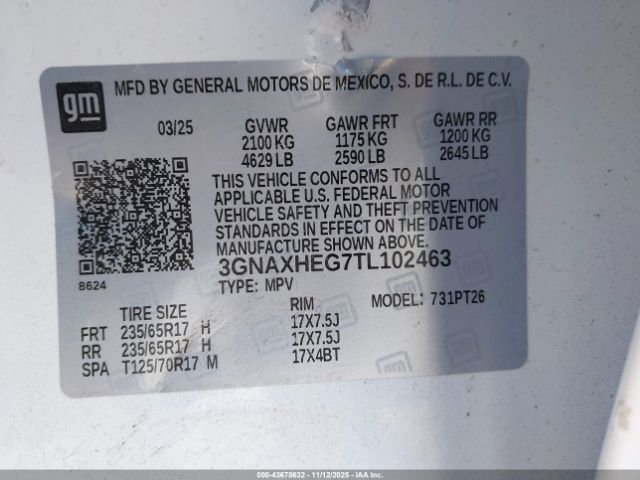 gm
MFD BY GENERAL MOTORS DE MEXICO, S. DE R.L. DE C.V.
03/25 GVWR GAWR FRT GAWR RR
2100 KG 1175 KG 1200 KG
4629 LB 2590 LB 2645 LB
THIS VEHICLE CONFORMS TO ALL
APPLICABLE U.S. FEDERAL MOTOR
VEHICLE SAFETY AND THEFT PREVENTION
STANDARDS IN EFFECT ON THE DATE OF
MANUFACTURE SHOWN ABOVE.
8624
3GNAXHEG7TL102463
TYPE: MPV MODEL: 731PT26
TIRE SIZE RIM
FRT 235/65R17 H 17X7.5J
RR 235/65R17 H 17X7.5J
SPA T125/70R17 M 17X4BT
000-43678632 - 11/12/2025 - IAAI.com